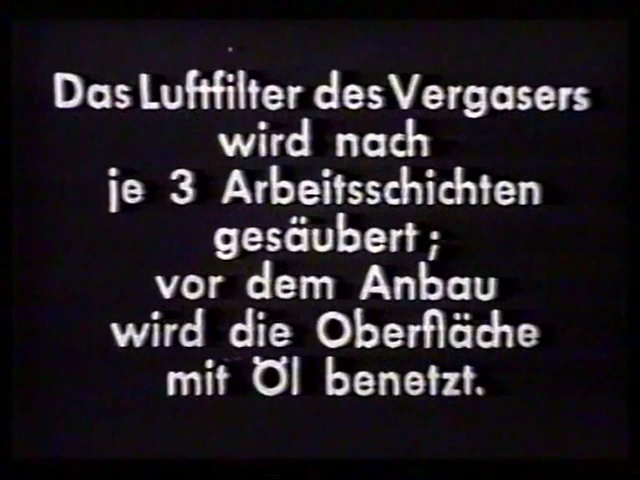 Das Luftfilter des Vergasers
wird nach
je 3 Arbeitsschichten
gesäubert;
vor dem Anbau
wird die Oberfläche
mit Öl benetzt.